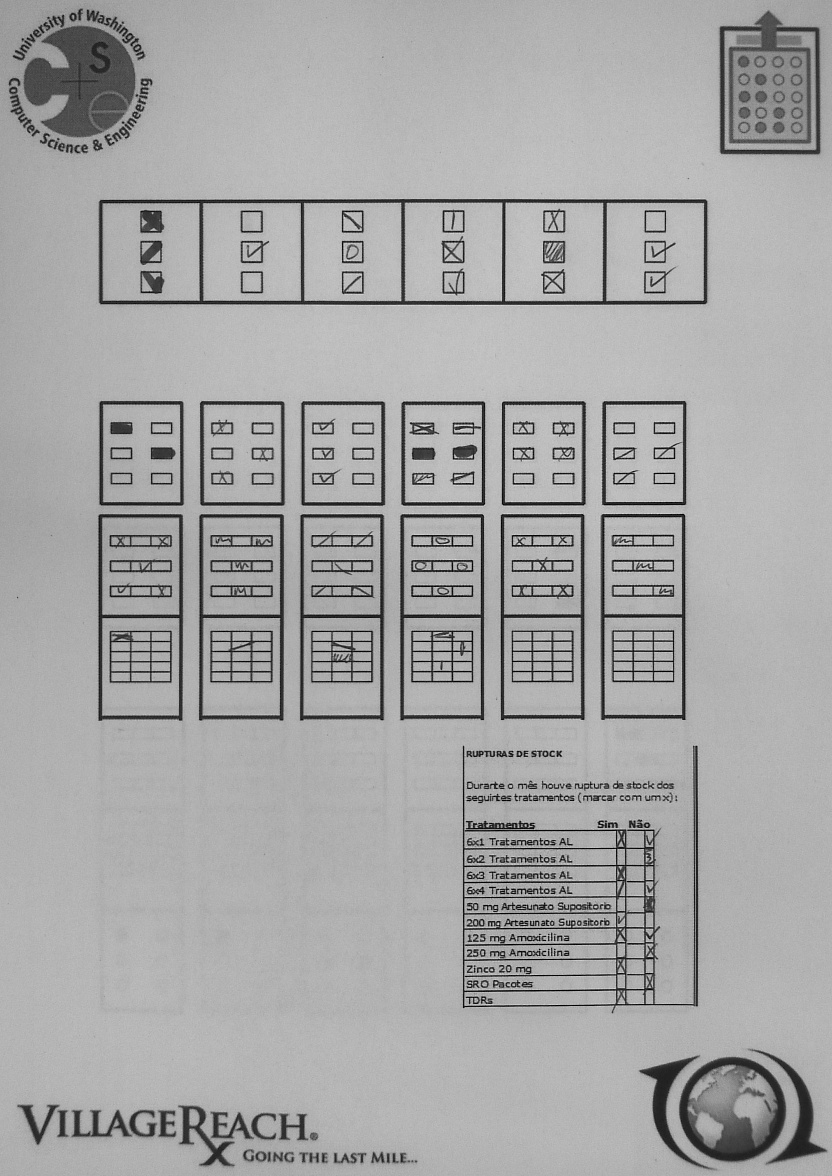 University of Washington
Computer Science & Engineering
C S e
RUPTURAS DE STOCK
Durante o mês houve ruptura de stock dos
seguintes tratamentos (marcar com um x):
Tratamentos Sim Não
6x1 Tratamentos AL
6x2 Tratamentos AL
6x3 Tratamentos AL
6x4 Tratamentos AL
50 mg Artesunato Supositorio
200 mg Artesunato Supositorio
125 mg Amoxicilina
250 mg Amoxicilina
Zinco 20 mg
SRO Pacotes
TDRs
VILLAGEREACH®
GOING THE LAST MILE...